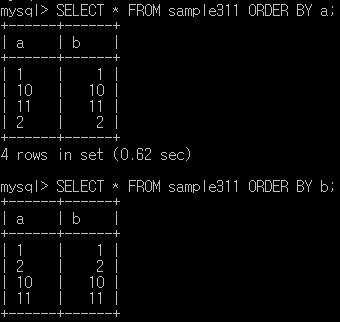 mysql> SELECT * FROM sample311 ORDER BY a;
+------+------+
| a    | b    |
+------+------+
| 1    |    1 |
| 10   |   10 |
| 11   |   11 |
| 2    |    2 |
+------+------+
4 rows in set (0.62 sec)
mysql> SELECT * FROM sample311 ORDER BY b;
+------+------+
| a    | b    |
+------+------+
| 1    |    1 |
| 2    |    2 |
| 10   |   10 |
| 11   |   11 |
+------+------+